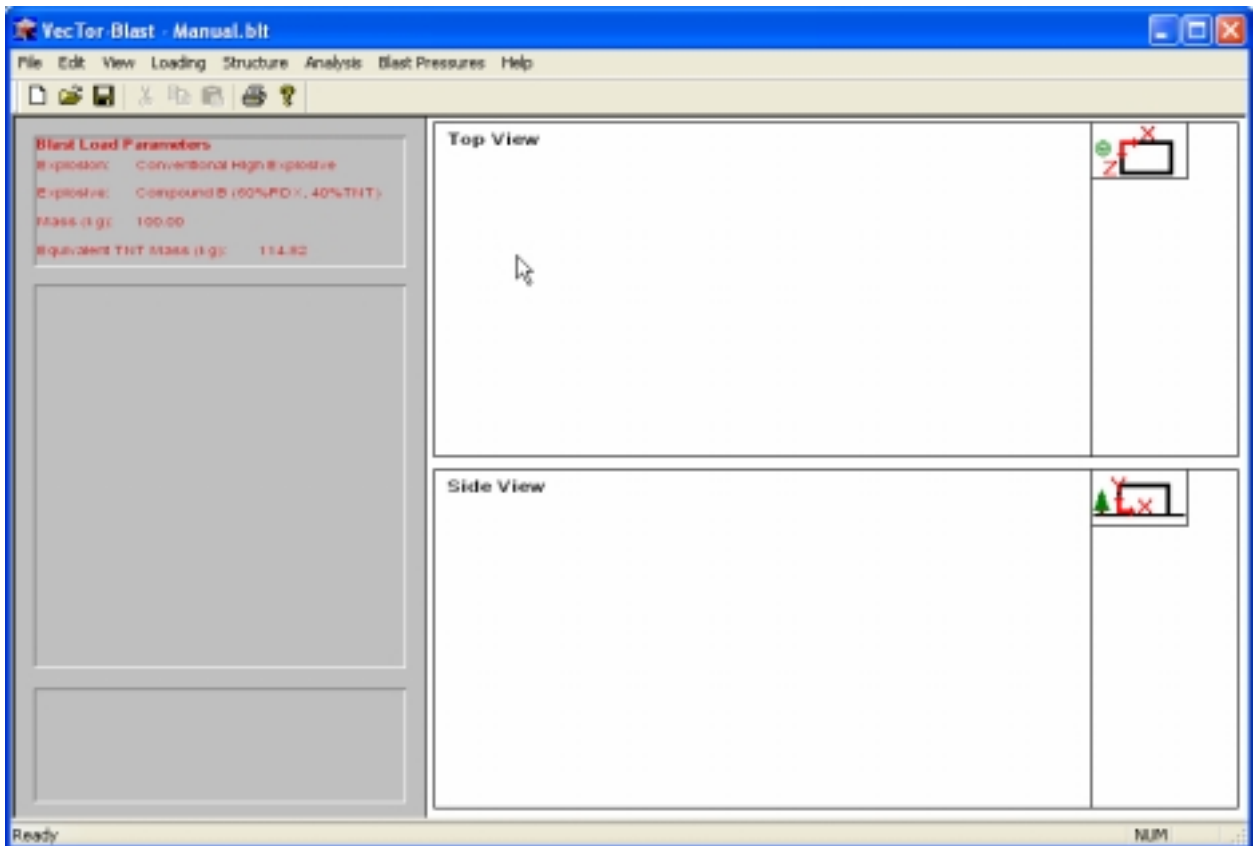 VecTor-Blast - Manual.blt
File Edit View Loading Structure Analysis Blast Pressures Help
Blast Load Parameters
Explosion: Conventional High Explosive
Explosive: Compound B (60%RDX, 40%TNT)
Mass (kg): 100.00
Equivalent TNT Mass (kg): 114.82
Top View
X
Z
Side View
Y
X
Ready
NUM